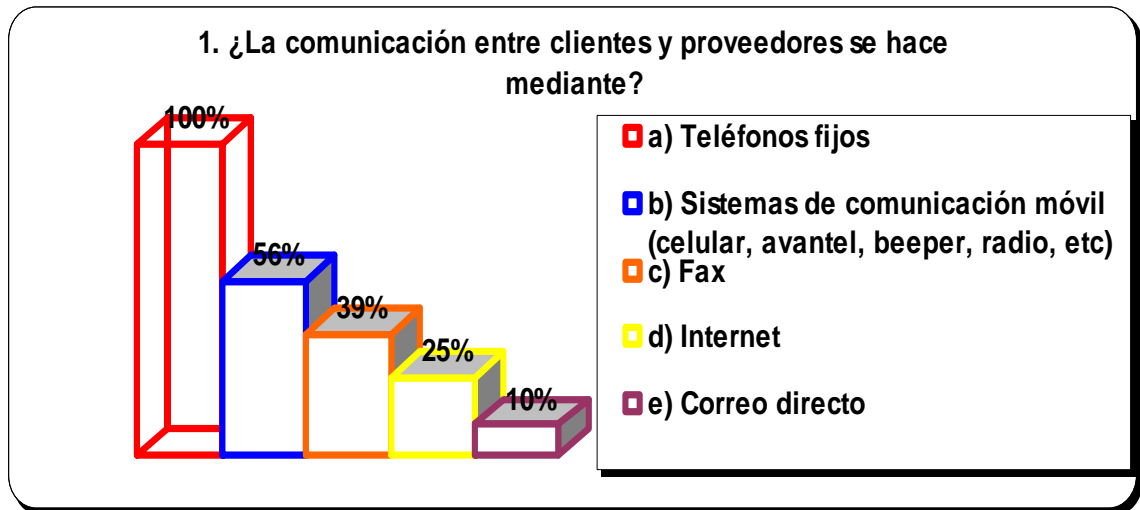 1. ¿La comunicación entre clientes y proveedores se hace
mediante?
100%
56%
39%
25%
10%
a) Teléfonos fijos
b) Sistemas de comunicación móvil
(celular, avantel, beeper, radio, etc)
c) Fax
d) Internet
e) Correo directo